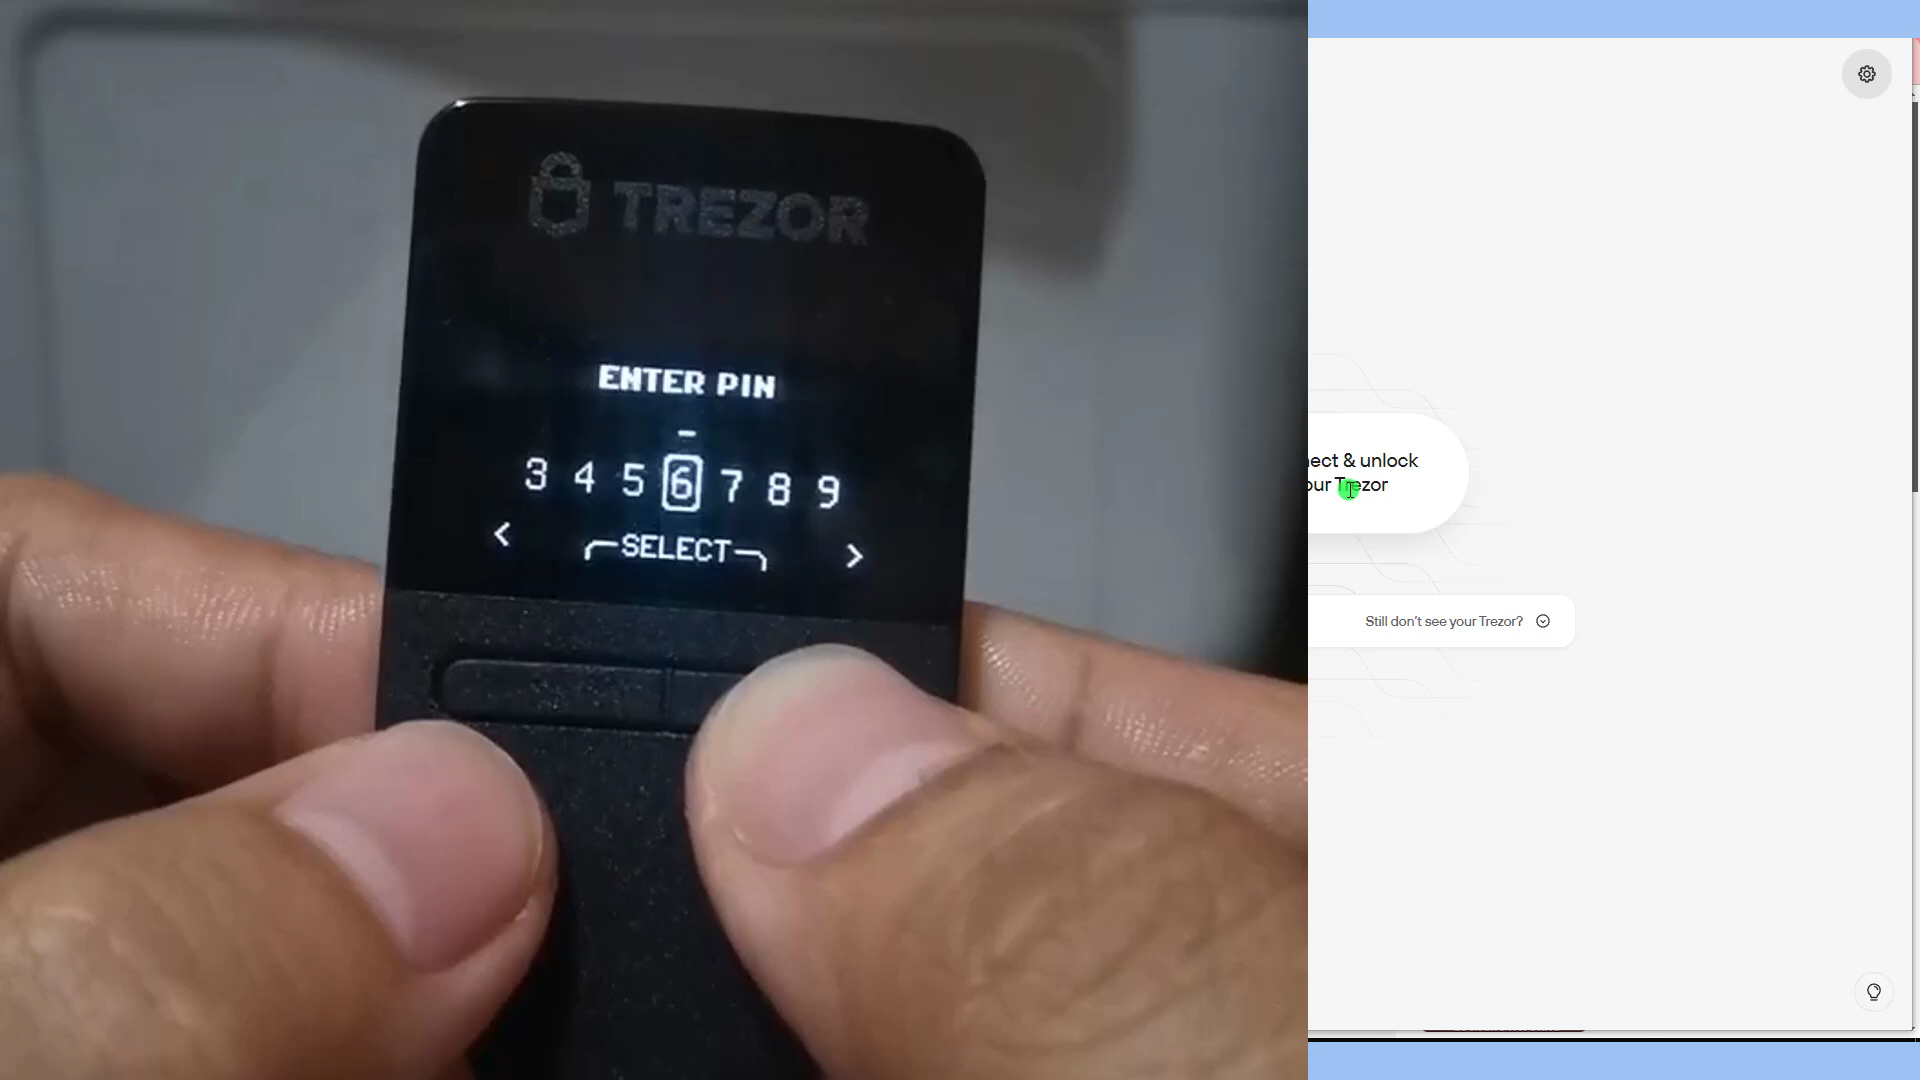 TREZOR
ENTER PIN
3 4 5 6 7 8 9
< SELECT >
nect & unlock
our Trezor
Still don't see your Trezor?